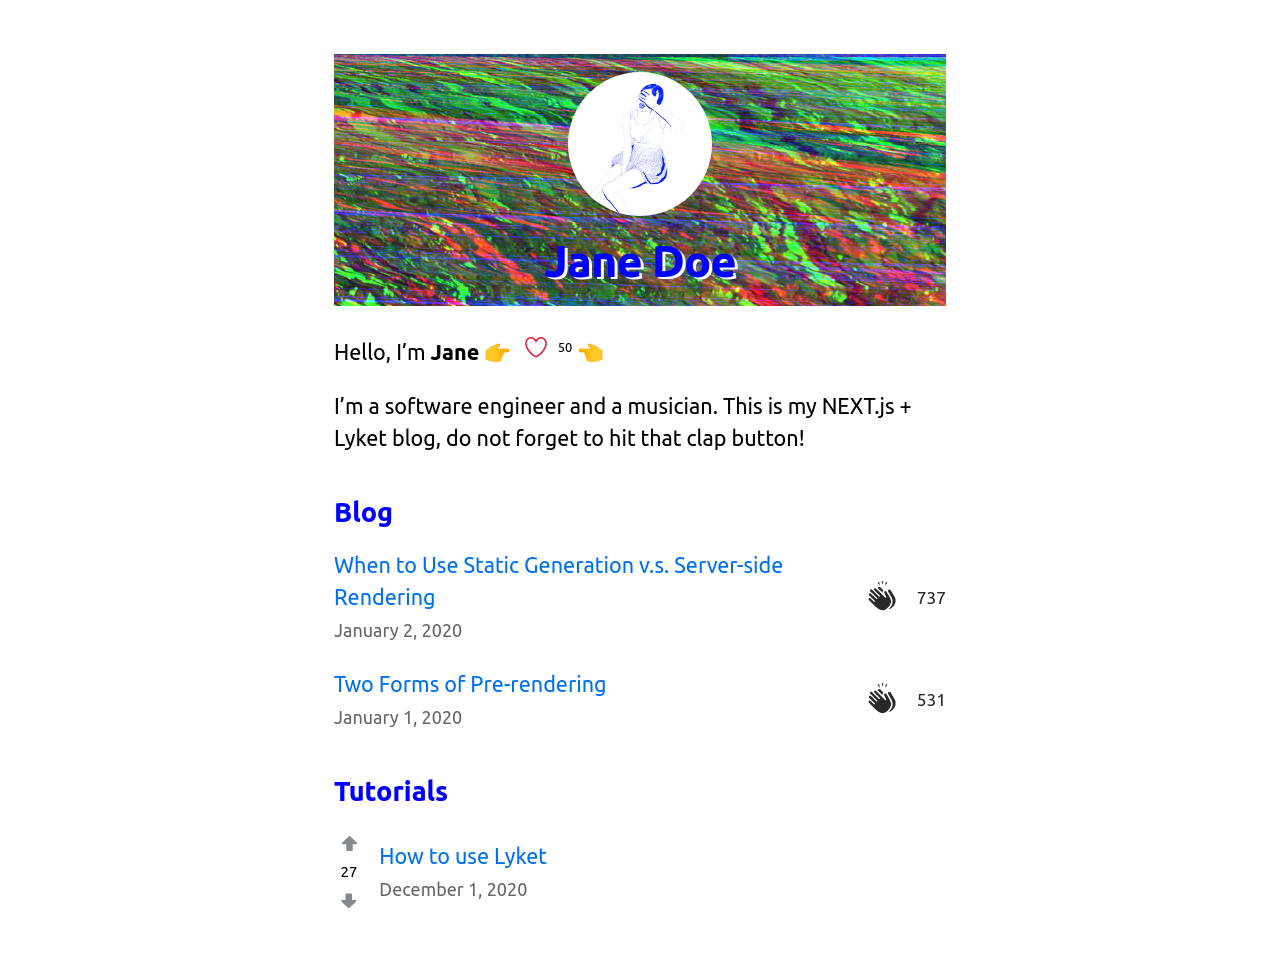 Jane Doe
Hello, I’m Jane 👉 50 👈
I’m a software engineer and a musician. This is my NEXT.js +
Lyket blog, do not forget to hit that clap button!
Blog
When to Use Static Generation v.s. Server-side
Rendering
737
January 2, 2020
Two Forms of Pre-rendering
531
January 1, 2020
Tutorials
27
How to use Lyket
December 1, 2020